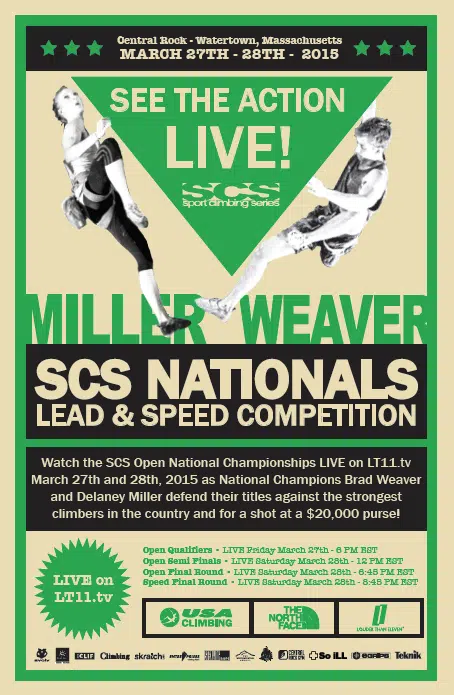 Central Rock - Watertown, Massachusetts
MARCH 27TH - 28TH - 2015
SEE THE ACTION
LIVE!
SCS
sport climbing series
MILLER WEAVER
SCS NATIONALS
LEAD & SPEED COMPETITION
Watch the SCS Open National Championships LIVE on LT11.tv
March 27th and 28th, 2015 as National Champions Brad Weaver
and Delaney Miller defend their titles against the strongest
climbers in the country and for a shot at a $20,000 purse!
LIVE on
LT11.tv
Open Qualifiers • LIVE Friday March 27th - 6 PM EST
Open Semi Finals • LIVE Saturday March 28th - 12 PM EST
Open Final Round • LIVE Saturday March 28th - 6:45 PM EST
Speed Final Round • LIVE Saturday March 28th - 8:45 PM EST
USA
CLIMBING
THE
NORTH
FACE
LOUDER THAN ELEVEN
CLIF
Climbing
skratch
CENTRAL
ROCK GYM
So iLL
Teknik